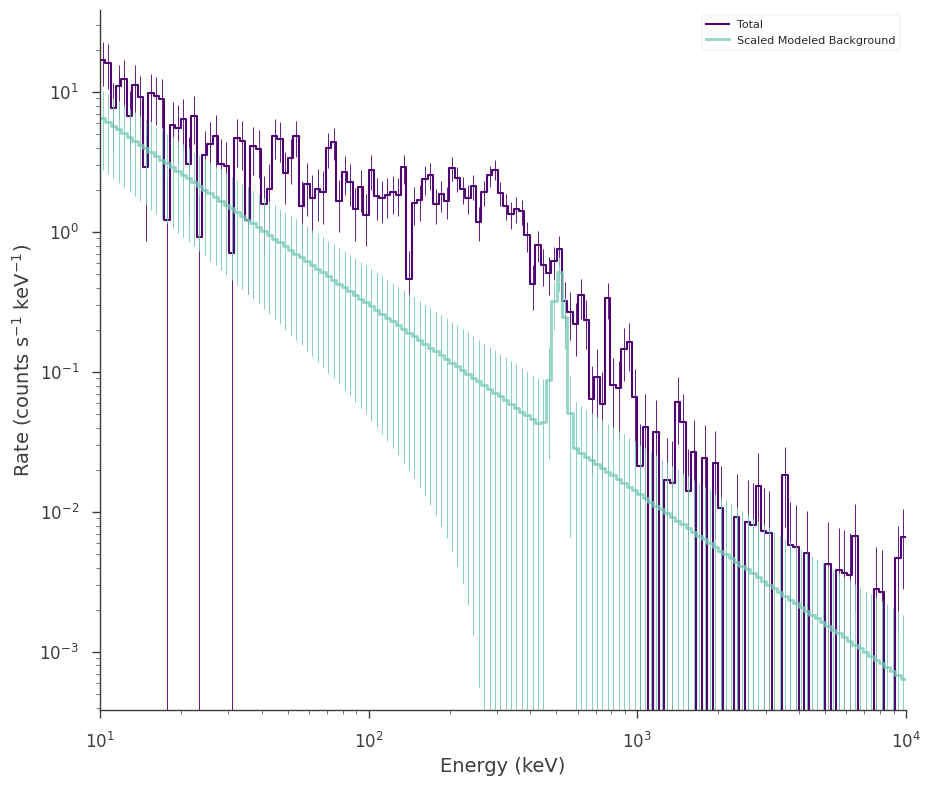 Total
Scaled Modeled Background
Rate (counts s⁻¹ keV⁻¹)
10¹
10⁰
10⁻¹
10⁻²
10⁻³
10¹ 10² 10³ 10⁴
Energy (keV)